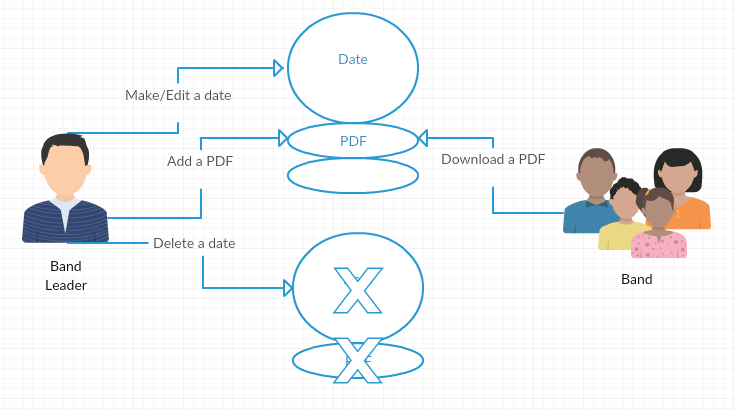 Date
Make/Edit a date
PDF
Add a PDF
Download a PDF
Delete a date
Band
Leader
Band
X
X